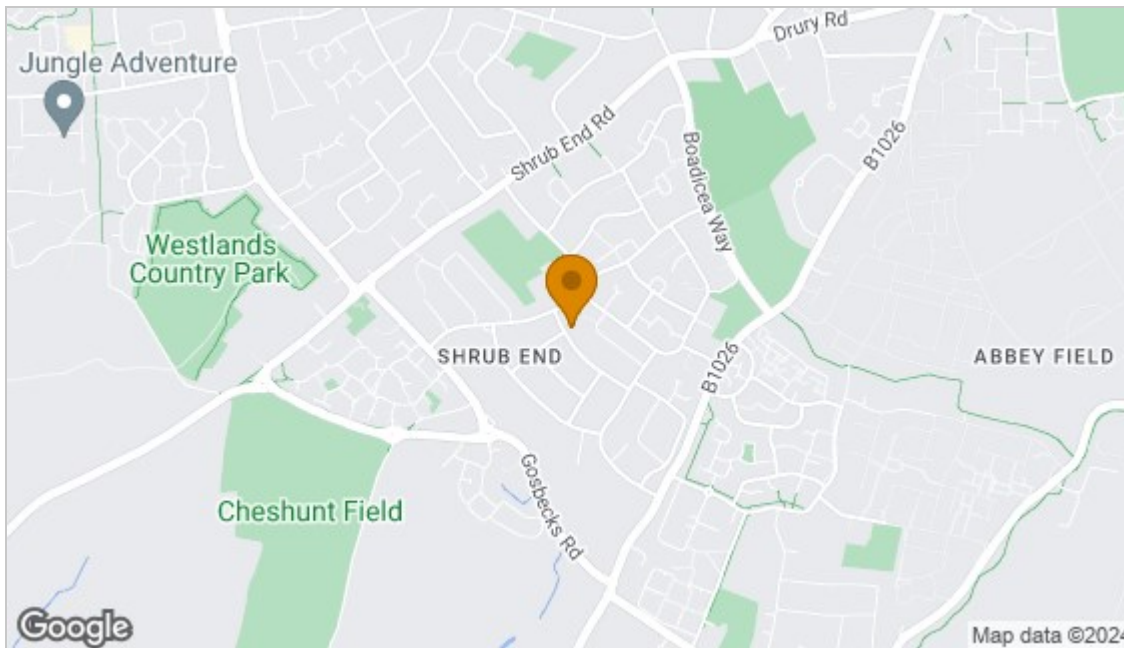 Drury Rd
Jungle Adventure
Shrub End Rd
Boadicea Way
B1026
Westlands
Country Park
SHRUB END
B1026
ABBEY FIELD
Gosbecks Rd
Cheshunt Field
Google
Map data ©2024